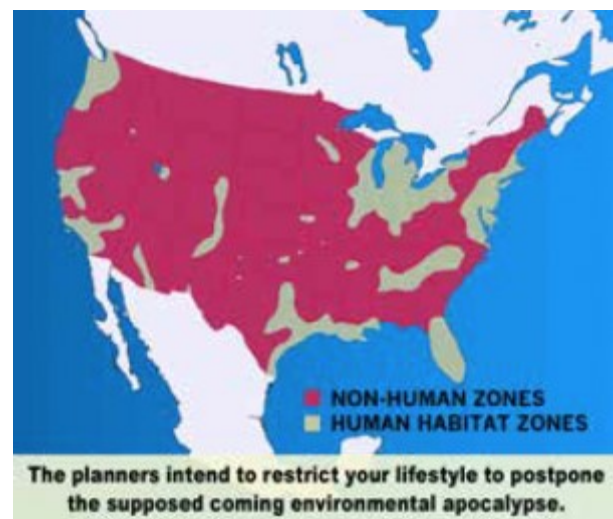 NON-HUMAN ZONES
HUMAN HABITAT ZONES
The planners intend to restrict your lifestyle to postpone
the supposed coming environmental apocalypse.